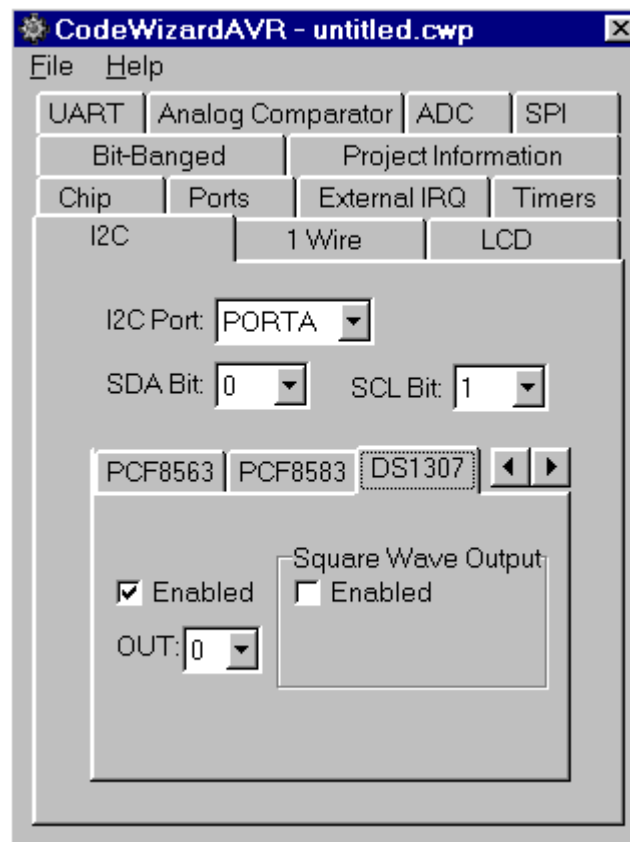 CodeWizardAVR - untitled.cwp
File Help
UART Analog Comparator ADC SPI
Bit-Banged Project Information
Chip Ports External IRQ Timers
I2C 1 Wire LCD
I2C Port: PORTA
SDA Bit: 0 SCL Bit: 1
PCF8563 PCF8583 DS1307
Square Wave Output
Enabled Enabled
OUT: 0